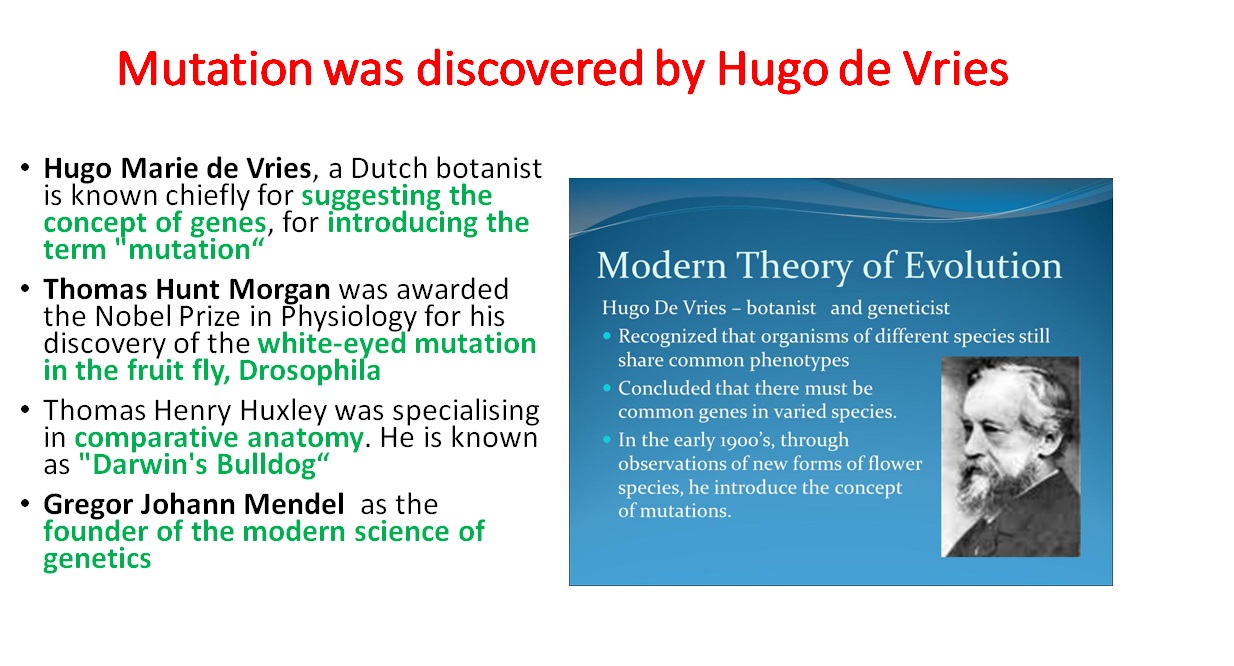 Mutation was discovered by Hugo de Vries
• Hugo Marie de Vries, a Dutch botanist
is known chiefly for suggesting the
concept of genes, for introducing the
term "mutation“
• Thomas Hunt Morgan was awarded
the Nobel Prize in Physiology for his
discovery of the white-eyed mutation
in the fruit fly, Drosophila
• Thomas Henry Huxley was specialising
in comparative anatomy. He is known
as "Darwin's Bulldog“
• Gregor Johann Mendel as the
founder of the modern science of
genetics
Modern Theory of Evolution
Hugo De Vries – botanist and geneticist
• Recognized that organisms of different species still
share common phenotypes
• Concluded that there must be
common genes in varied species.
• In the early 1900’s, through
observations of new forms of flower
species, he introduce the concept
of mutations.